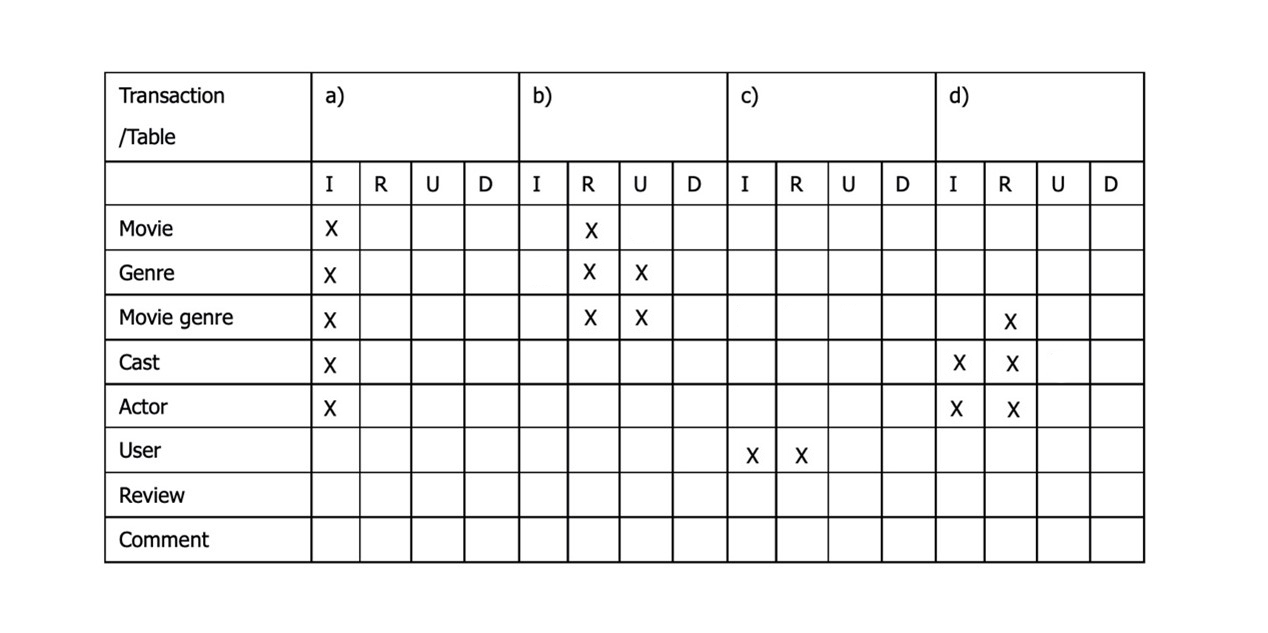 Transaction a) b) c) d)
/Table
I R U D I R U D I R U D I R U D
Movie X X
Genre X X X
Movie genre X X X X
Cast X X X
Actor X X X
User X X
Review
Comment